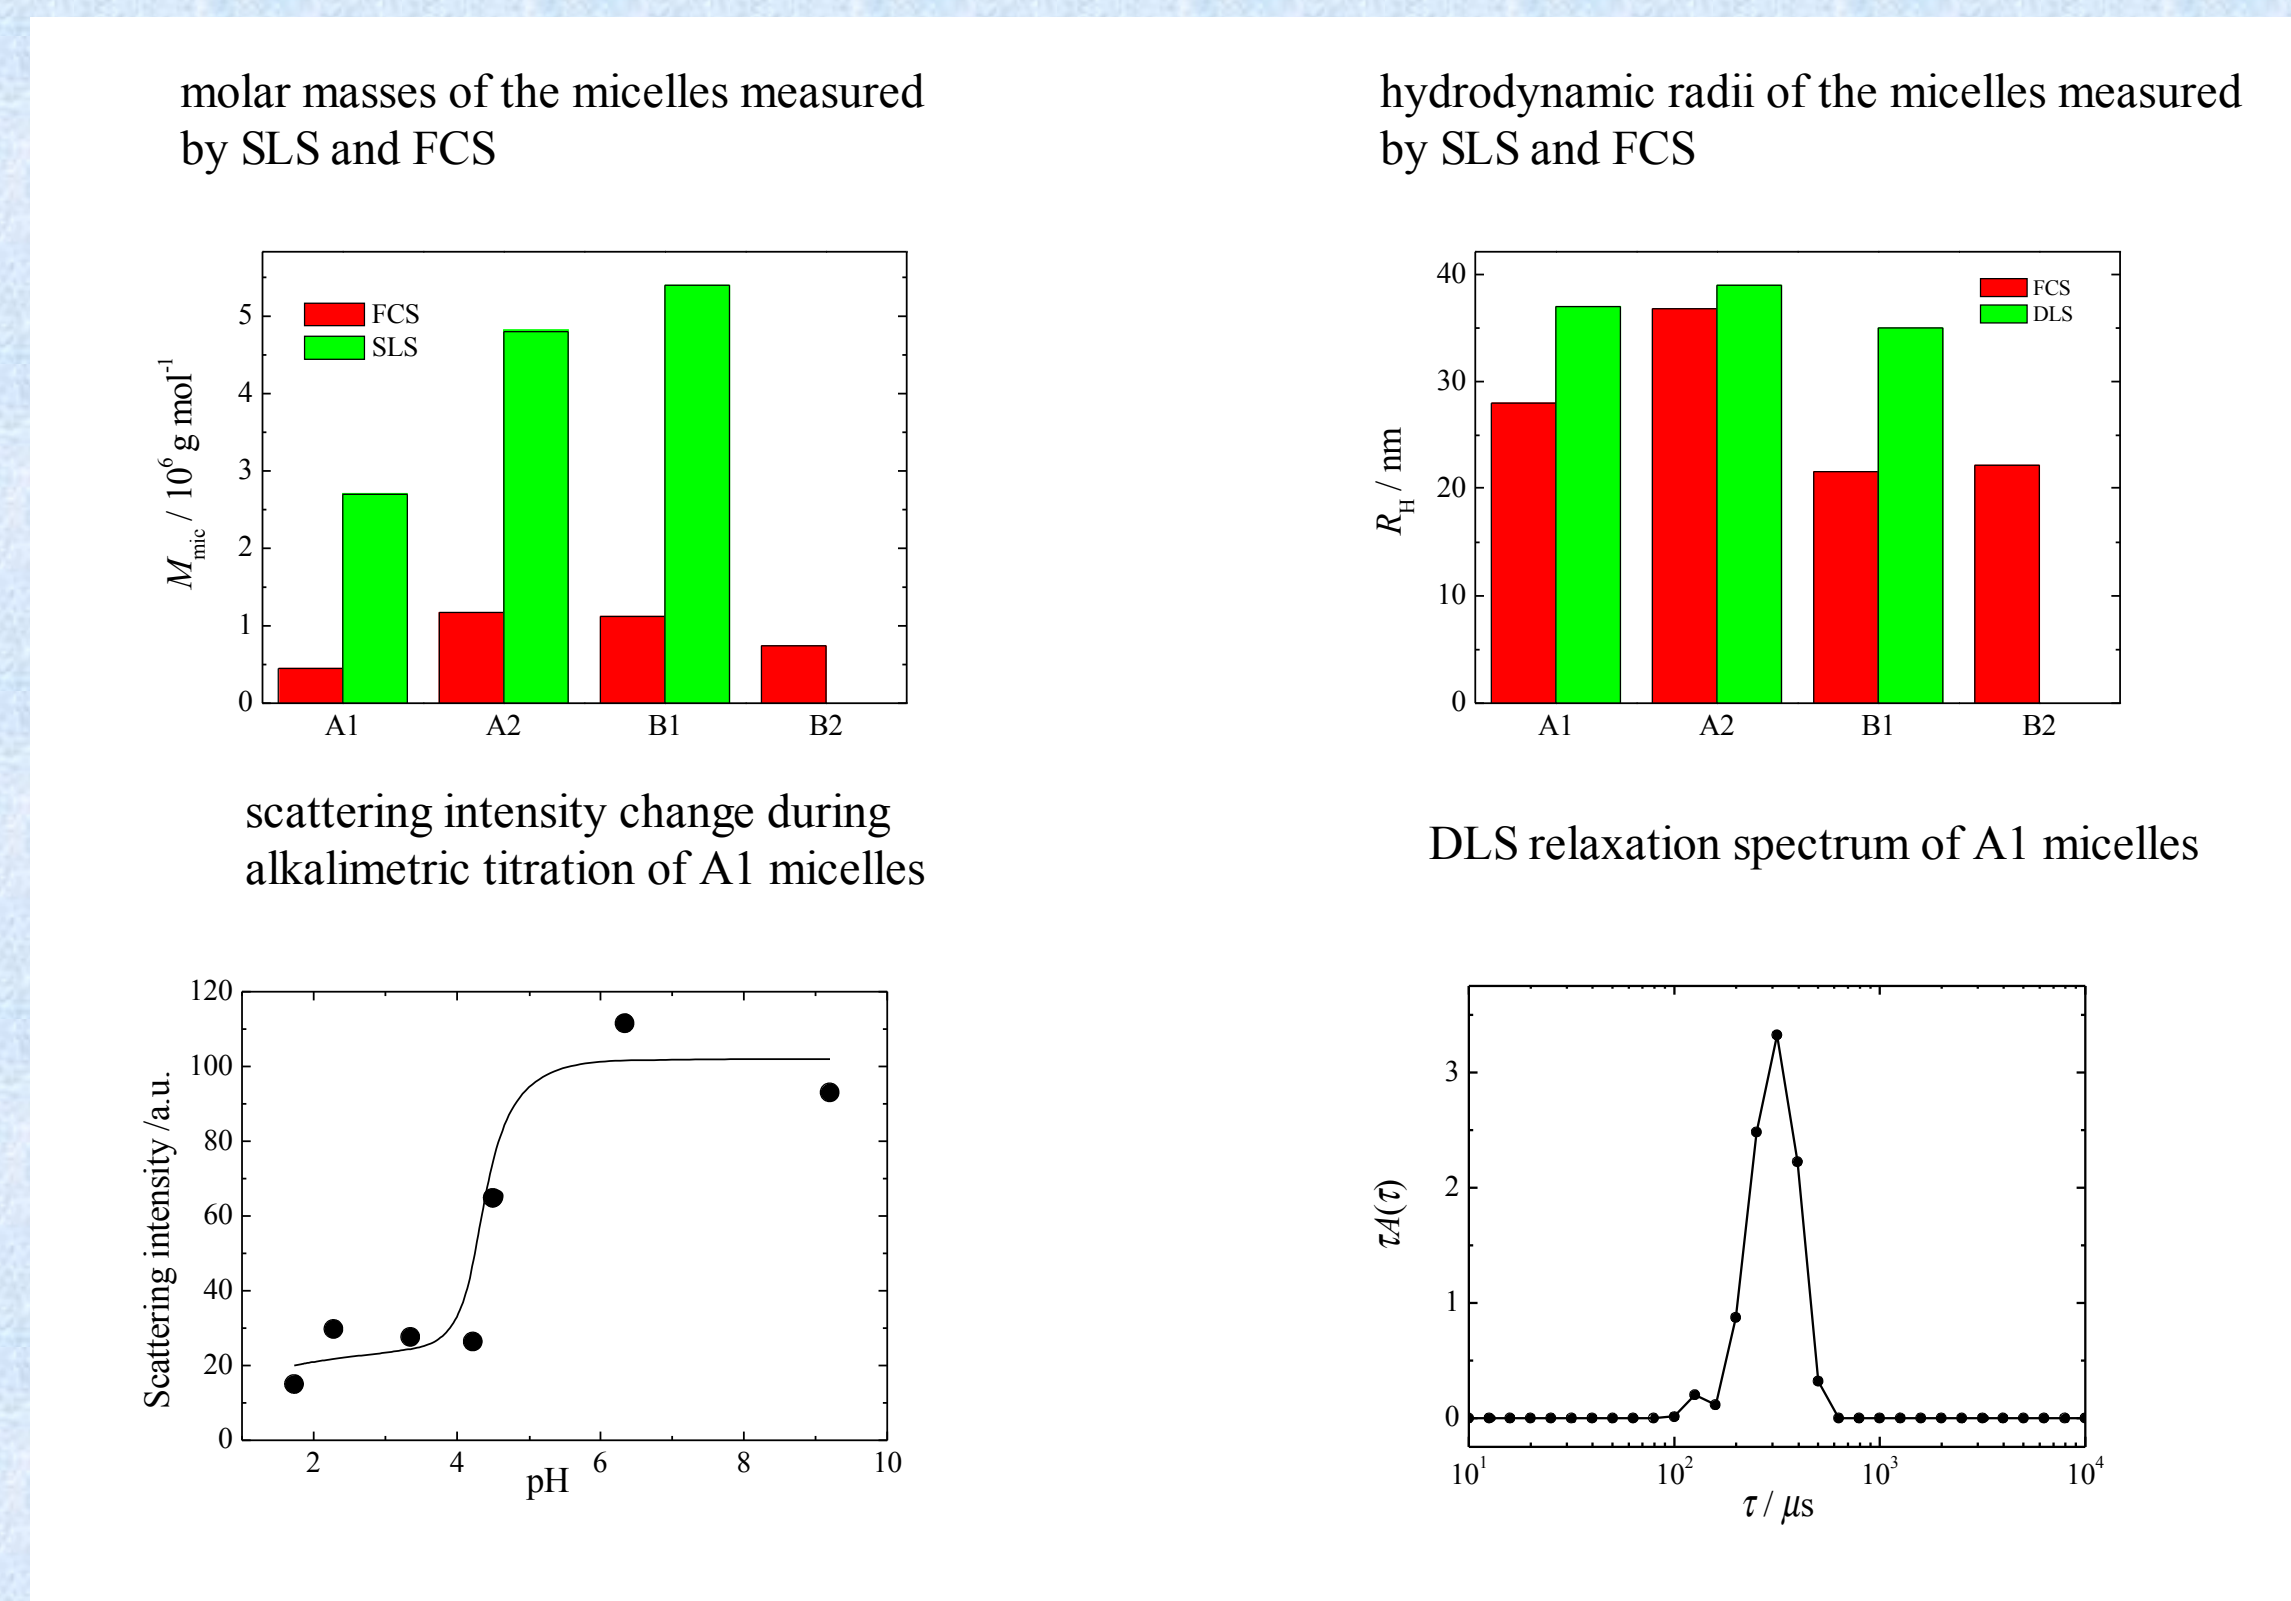 molar masses of the micelles measured
by SLS and FCS
5
4
3
2
1
0
M_mic / 10^6 g mol^-1
FCS
SLS
A1 A2 B1 B2
hydrodynamic radii of the micelles measured
by SLS and FCS
40
30
20
10
0
R_H / nm
FCS
DLS
A1 A2 B1 B2
scattering intensity change during
alkalimetric titration of A1 micelles
120
100
80
60
40
20
0
Scattering intensity /a.u.
2 4 6 8 10
pH
DLS relaxation spectrum of A1 micelles
3
2
1
0
τA(τ)
10^1 10^2 10^3 10^4
τ / μs